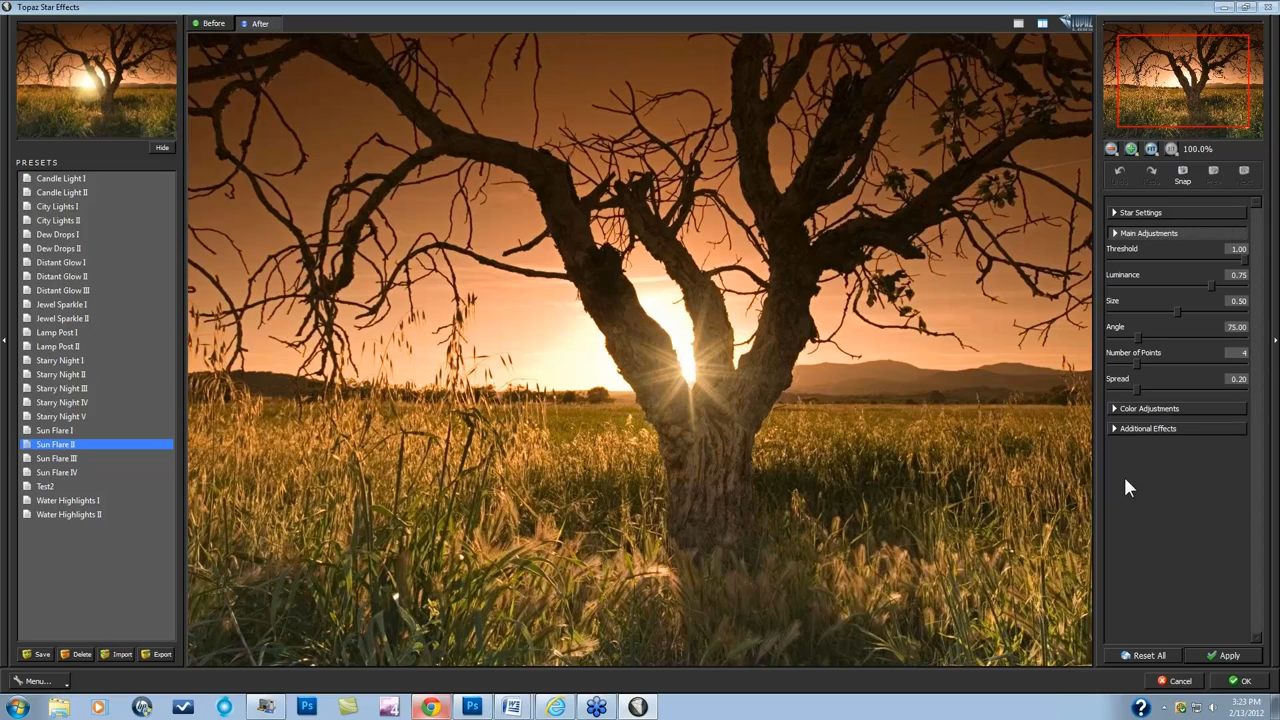 Topaz Star Effects
Before
After
TOPAZ
Hide
100.0%
PRESETS
Snap
Candle Light I
Candle Light II
City Lights I
City Lights II
Dew Drops I
Dew Drops II
Distant Glow I
Distant Glow II
Distant Glow III
Jewel Sparkle I
Jewel Sparkle II
Lamp Post I
Lamp Post II
Starry Night I
Starry Night II
Starry Night III
Starry Night IV
Starry Night V
Sun Flare I
Sun Flare II
Sun Flare III
Sun Flare IV
Test2
Water Highlights I
Water Highlights II
Star Settings
Main Adjustments
Threshold 1.00
Luminance 0.75
Size 0.50
Angle 75.00
Number of Points 4
Spread 0.20
Color Adjustments
Additional Effects
Save Delete Import Export
Reset All Apply
Menu...
Cancel OK
3:23 PM
2/13/2012